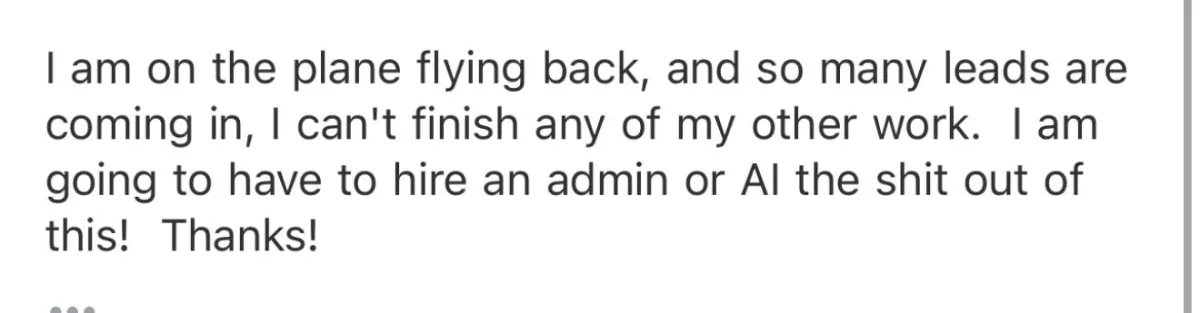 I am on the plane flying back, and so many leads are
coming in, I can't finish any of my other work.  I am
going to have to hire an admin or AI the shit out of
this!  Thanks!